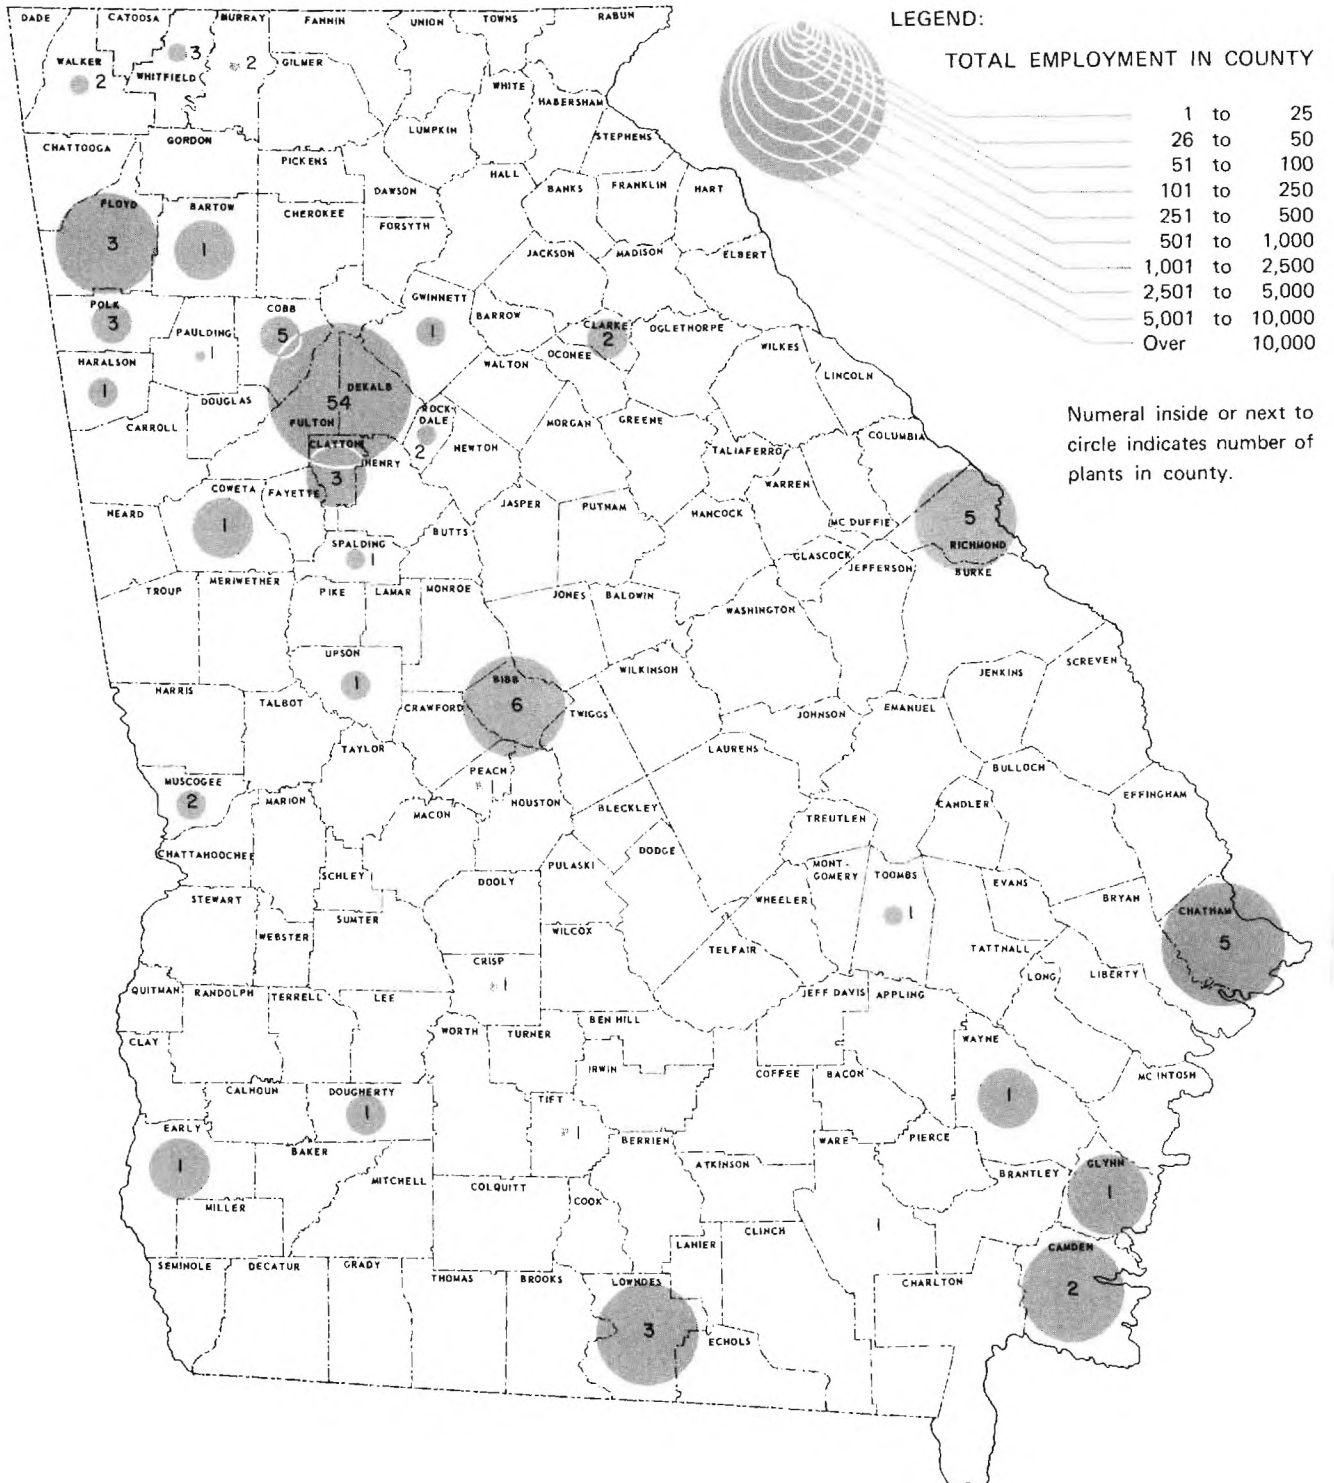 LEGEND:
TOTAL EMPLOYMENT IN COUNTY
1 to 25
26 to 50
51 to 100
101 to 250
251 to 500
501 to 1,000
1,001 to 2,500
2,501 to 5,000
5,001 to 10,000
Over 10,000
Numeral inside or next to
circle indicates number of
plants in county.
DADE
CATOOSA
MURRAY
FANNIN
UNION
TOWNS
RABUN
WALKER
2
3
WHITFIELD
2
GILMER
WHITE
HABERSHAM
LUMPKIN
STEPHENS
CHATTOOGA
GORDON
PICKENS
DAWSON
HALL
BANKS
FRANKLIN
HART
FLOYD
3
BARTOW
1
CHEROKEE
FORSYTH
JACKSON
MADISON
ELBERT
POLK
3
PAULDING
1
COBB
5
GWINNETT
1
BARROW
CLARKE
2
OCONEE
OGLETHORPE
WILKES
LINCOLN
HARALSON
1
CARROLL
DOUGLAS
DEKALB
54
FULTON
CLAYTON
3
HENRY
ROCK-
DALE
2
WALTON
NEWTON
MORGAN
GREENE
TALIAFERRO
COLUMBIA
WARREN
MC DUFFIE
5
RICHMOND
HEARD
COWETA
1
FAYETTE
SPALDING
1
BUTTS
JASPER
PUTNAM
HANCOCK
GLASCOCK
JEFFERSON
BURKE
TROUP
MERIWETHER
PIKE
LAMAR
MONROE
JONES
BALDWIN
WASHINGTON
UPSON
1
BIBB
6
WILKINSON
JENKINS
SCREVEN
HARRIS
TALBOT
CRAWFORD
TWIGGS
JOHNSON
EMANUEL
TAYLOR
PEACH
1
HOUSTON
LAURENS
BULLOCH
EFFINGHAM
MUSCOGEE
2
MARION
MACON
BLECKLEY
TREUTLEN
CANDLER
CHATTAHOOCHEE
SCHLEY
DOOLY
PULASKI
DODGE
MONT-
GOMERY
TOOMBS
1
EVANS
BRYAN
CHATHAM
5
STEWART
WEBSTER
SUMTER
WHEELER
WILCOX
TELFAIR
TATTNALL
LONG
LIBERTY
CRISP
1
QUITMAN
RANDOLPH
TERRELL
LEE
JEFF DAVIS
APPLING
CLAY
WORTH
TURNER
BEN HILL
WAYNE
1
MC INTOSH
IRWIN
COFFEE
BACON
CALHOUN
DOUGHERTY
1
TIFT
1
EARLY
1
BAKER
BERRIEN
WARE
1
PIERCE
ATKINSON
BRANTLEY
GLYNN
1
MITCHELL
COLQUITT
COOK
MILLER
LANIER
CLINCH
CAMDEN
2
SEMINOLE
DECATUR
GRADY
THOMAS
BROOKS
LOWNDES
3
ECHOLS
CHARLTON